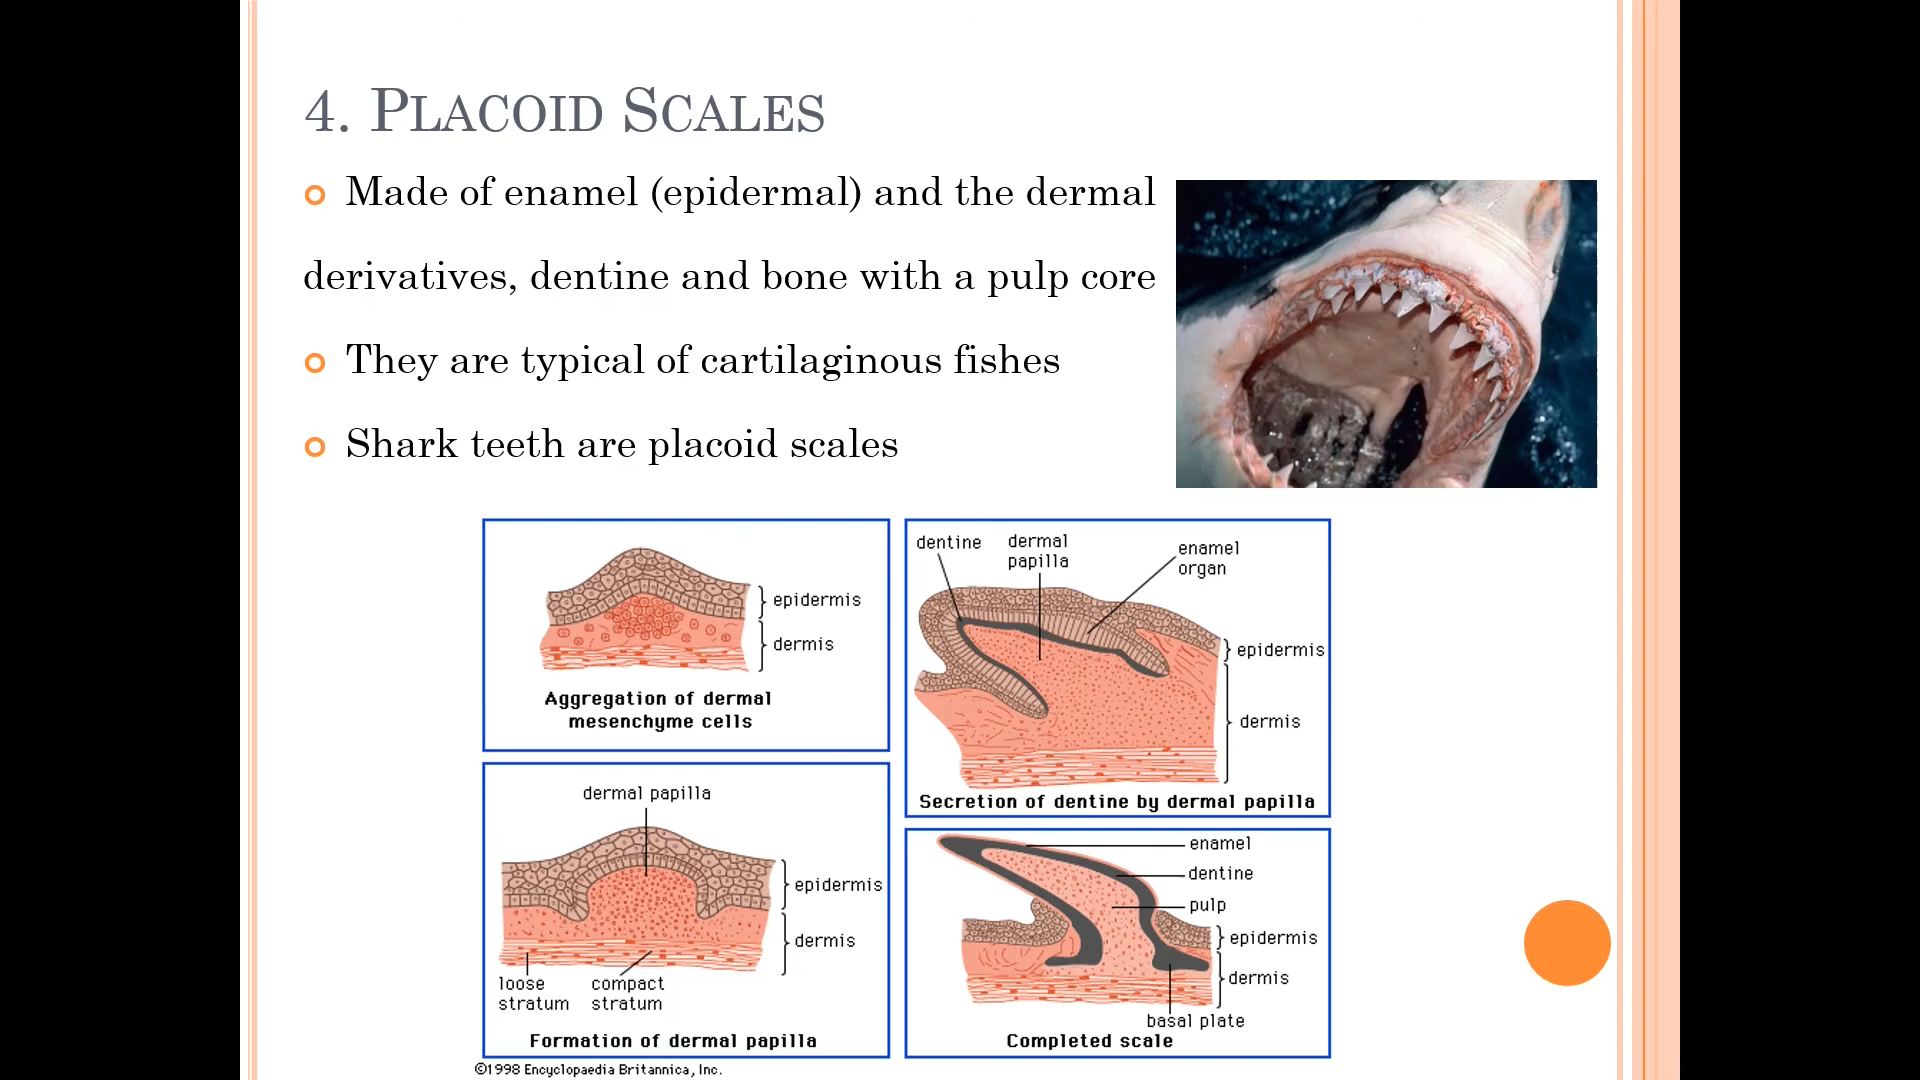 4. Placoid Scales
Made of enamel (epidermal) and the dermal
derivatives, dentine and bone with a pulp core
They are typical of cartilaginous fishes
Shark teeth are placoid scales
epidermis
dermis
Aggregation of dermal
mesenchyme cells
dentine
dermal
papilla
enamel
organ
epidermis
dermis
Secretion of dentine by dermal papilla
dermal papilla
epidermis
dermis
loose
stratum
compact
stratum
Formation of dermal papilla
enamel
dentine
pulp
epidermis
dermis
basal plate
Completed scale
©1998 Encyclopaedia Britannica, Inc.